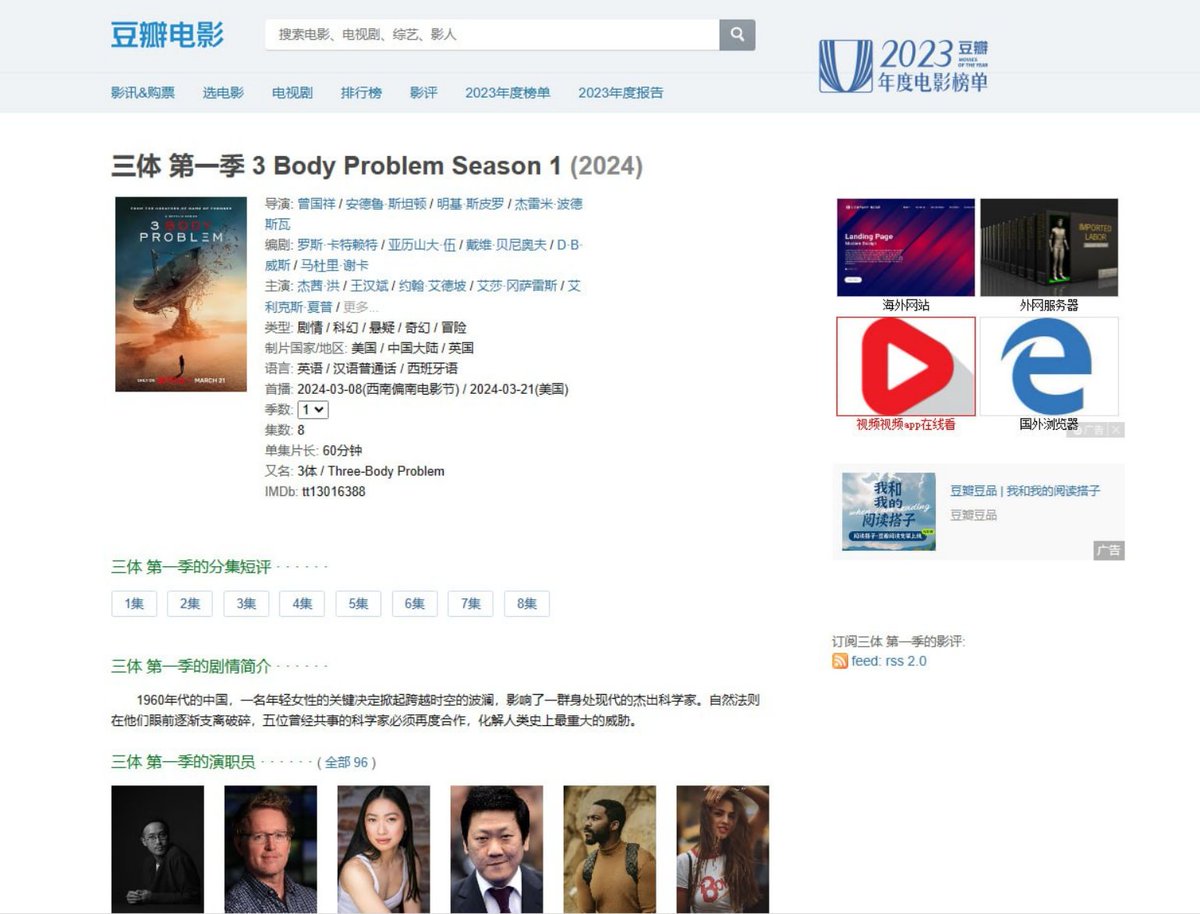 豆瓣电影
搜索电影、电视剧、综艺、影人
2023 豆瓣
MOVIES
OF THE YEAR
年度电影榜单
影讯&购票 选电影 电视剧 排行榜 影评 2023年度榜单 2023年度报告
三体 第一季 3 Body Problem Season 1 (2024)
FROM THE CREATORS OF GAME OF THRONES
3 BODY
PROBLEM
MARCH 21
导演: 曾国祥 / 安德鲁·斯坦顿 / 明基·斯皮罗 / 杰雷米·波德
斯瓦
编剧: 罗斯·卡特赖特 / 亚历山大·伍 / 戴维·贝尼奥夫 / D·B·
威斯 / 马杜里·谢卡
主演: 杰茜·洪 / 王汉斌 / 约翰·艾德坡 / 艾莎·冈萨雷斯 / 艾
利克斯·夏普 / 更多...
类型: 剧情 / 科幻 / 悬疑 / 奇幻 / 冒险
制片国家/地区: 美国 / 中国大陆 / 英国
语言: 英语 / 汉语普通话 / 西班牙语
首播: 2024-03-08(西南偏南电影节) / 2024-03-21(美国)
季数: 1
集数: 8
单集片长: 60分钟
又名: 3体 / Three-Body Problem
IMDb: tt13016388
Landing Page
IMPORTED
LABOR
海外网站
外网服务器
视频视频app在线看
国外浏览器
广告
我和
我的
阅读搭子
豆瓣豆品 | 我和我的阅读搭子
豆瓣豆品
广告
三体 第一季的分集短评 · · · · · ·
1集 2集 3集 4集 5集 6集 7集 8集
订阅三体 第一季的影评:
feed: rss 2.0
三体 第一季的剧情简介 · · · · · ·
1960年代的中国，一名年轻女性的关键决定掀起跨越时空的波澜，影响了一群身处现代的杰出科学家。自然法则
在他们眼前逐渐支离破碎，五位曾经共事的科学家必须再度合作，化解人类史上最重大的威胁。
三体 第一季的演职员 · · · · · · ( 全部 96 )